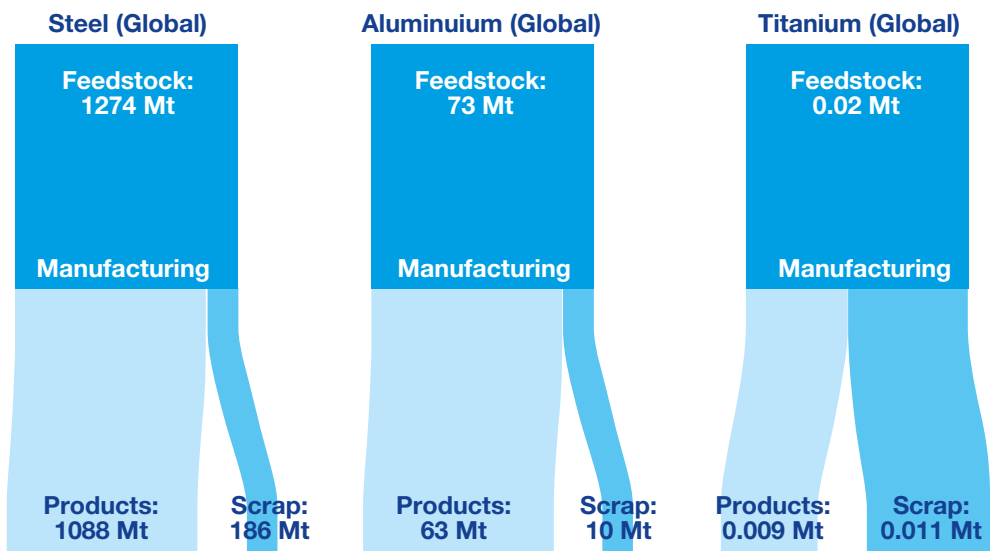 Steel (Global)
Feedstock:
1274 Mt
Manufacturing
Products:
1088 Mt
Scrap:
186 Mt
Aluminuium (Global)
Feedstock:
73 Mt
Manufacturing
Products:
63 Mt
Scrap:
10 Mt
Titanium (Global)
Feedstock:
0.02 Mt
Manufacturing
Products:
0.009 Mt
Scrap:
0.011 Mt